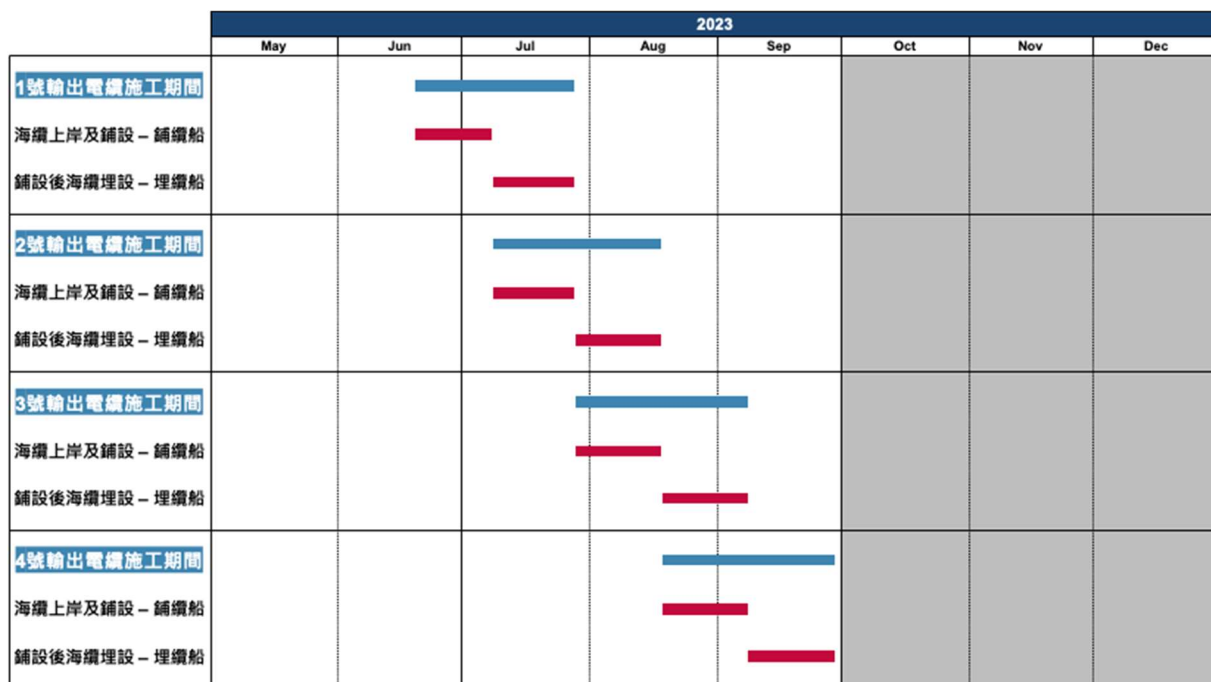 2023
May Jun Jul Aug Sep Oct Nov Dec
1號輸出電纜施工期間
海纜上岸及鋪設 – 鋪纜船
鋪設後海纜埋設 – 埋纜船
2號輸出電纜施工期間
海纜上岸及鋪設 – 鋪纜船
鋪設後海纜埋設 – 埋纜船
3號輸出電纜施工期間
海纜上岸及鋪設 – 鋪纜船
鋪設後海纜埋設 – 埋纜船
4號輸出電纜施工期間
海纜上岸及鋪設 – 鋪纜船
鋪設後海纜埋設 – 埋纜船